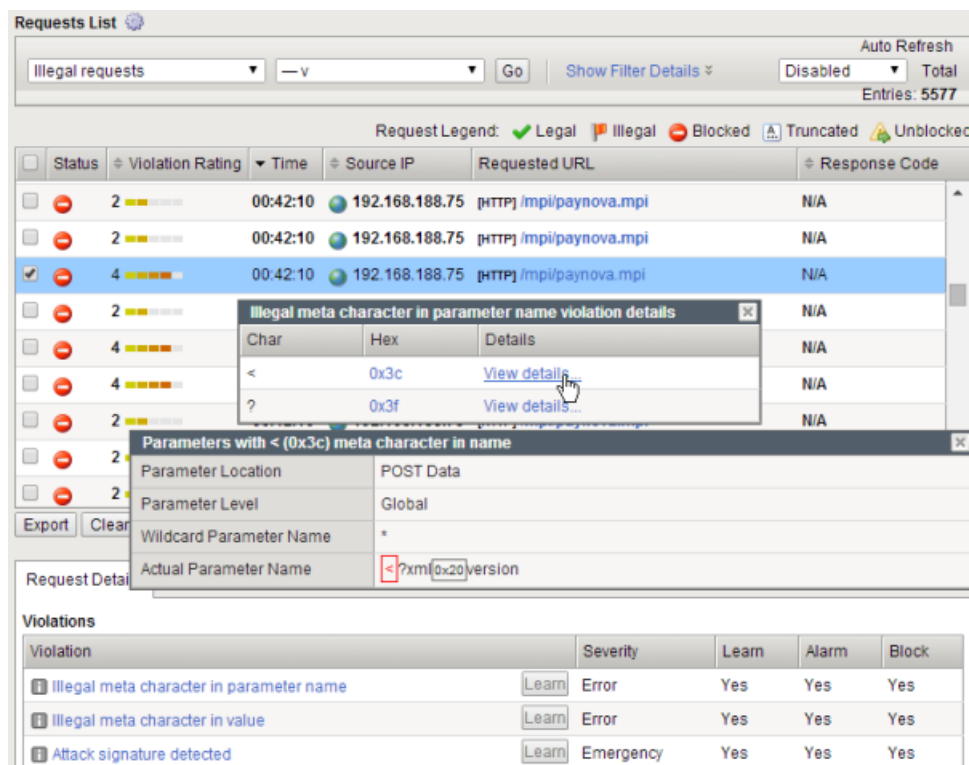 Requests List
Auto Refresh
Illegal requests — v Go Show Filter Details Disabled Total
Entries: 5577
Request Legend: Legal Illegal Blocked Truncated Unblocked
Status Violation Rating Time Source IP Requested URL Response Code
2 00:42:10 192.168.188.75 [HTTP] /mpi/paynova.mpi N/A
2 00:42:10 192.168.188.75 [HTTP] /mpi/paynova.mpi N/A
4 00:42:10 192.168.188.75 [HTTP] /mpi/paynova.mpi N/A
2 N/A
Illegal meta character in parameter name violation details
Char Hex Details
4 N/A
< 0x3c View details...
4 N/A
? 0x3f View details...
2 N/A
Parameters with < (0x3c) meta character in name
2
Parameter Location POST Data
2
Parameter Level Global
Export Clear
Wildcard Parameter Name *
Actual Parameter Name <?xml0x20version
Request Detai
Violations
Violation Severity Learn Alarm Block
Illegal meta character in parameter name Learn Error Yes Yes Yes
Illegal meta character in value Learn Error Yes Yes Yes
Attack signature detected Learn Emergency Yes Yes Yes